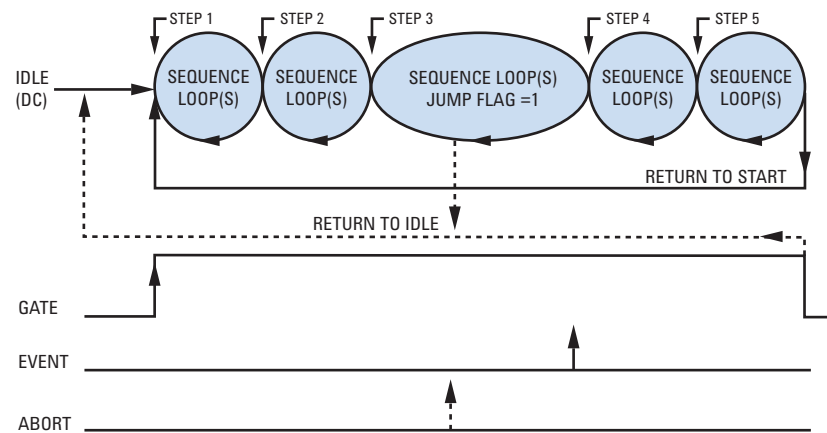 STEP 1
STEP 2
STEP 3
STEP 4
STEP 5
IDLE
(DC)
SEQUENCE
LOOP(S)
SEQUENCE
LOOP(S)
SEQUENCE LOOP(S)
JUMP FLAG =1
SEQUENCE
LOOP(S)
SEQUENCE
LOOP(S)
RETURN TO START
RETURN TO IDLE
GATE
EVENT
ABORT